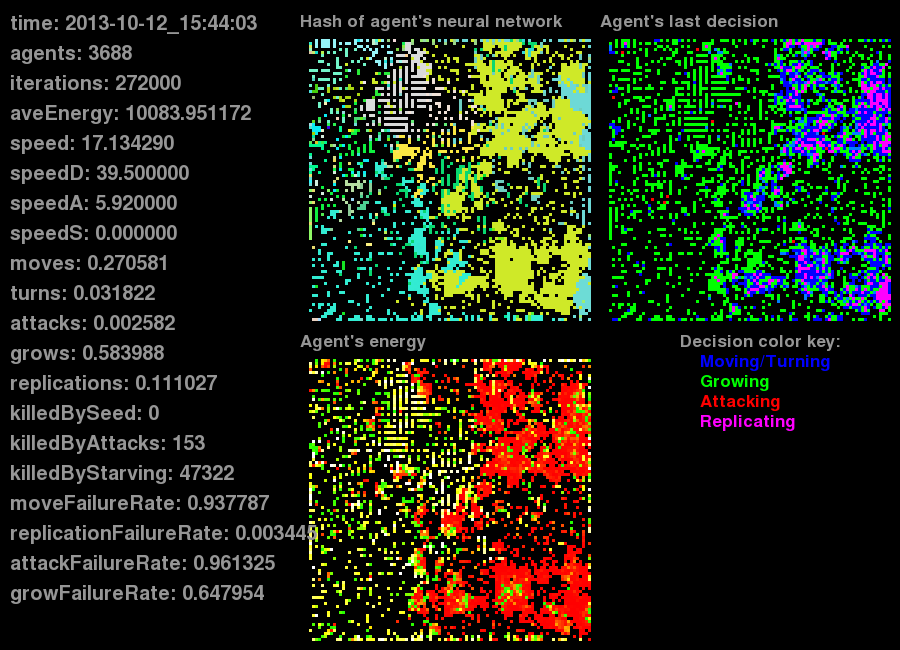 time: 2013-10-12_15:44:03
agents: 3688
iterations: 272000
aveEnergy: 10083.951172
speed: 17.134290
speedD: 39.500000
speedA: 5.920000
speedS: 0.000000
moves: 0.270581
turns: 0.031822
attacks: 0.002582
grows: 0.583988
replications: 0.111027
killedBySeed: 0
killedByAttacks: 153
killedByStarving: 47322
moveFailureRate: 0.937787
replicationFailureRate: 0.003445
attackFailureRate: 0.961325
growFailureRate: 0.647954
Hash of agent's neural network
Agent's last decision
Agent's energy
Decision color key:
Moving/Turning
Growing
Attacking
Replicating